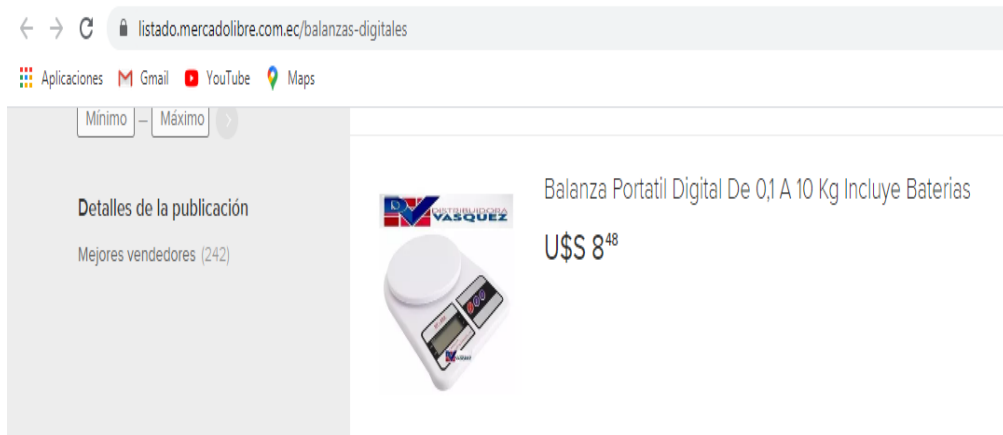 listado.mercadolibre.com.ec/balanzas-digitales
Aplicaciones Gmail YouTube Maps
Mínimo – Máximo
Detalles de la publicación
Mejores vendedores (242)
DV DISTRIBUIDORA
VASQUEZ
Balanza Portatil Digital De 0,1 A 10 Kg Incluye Baterias
U$S 8⁴⁸